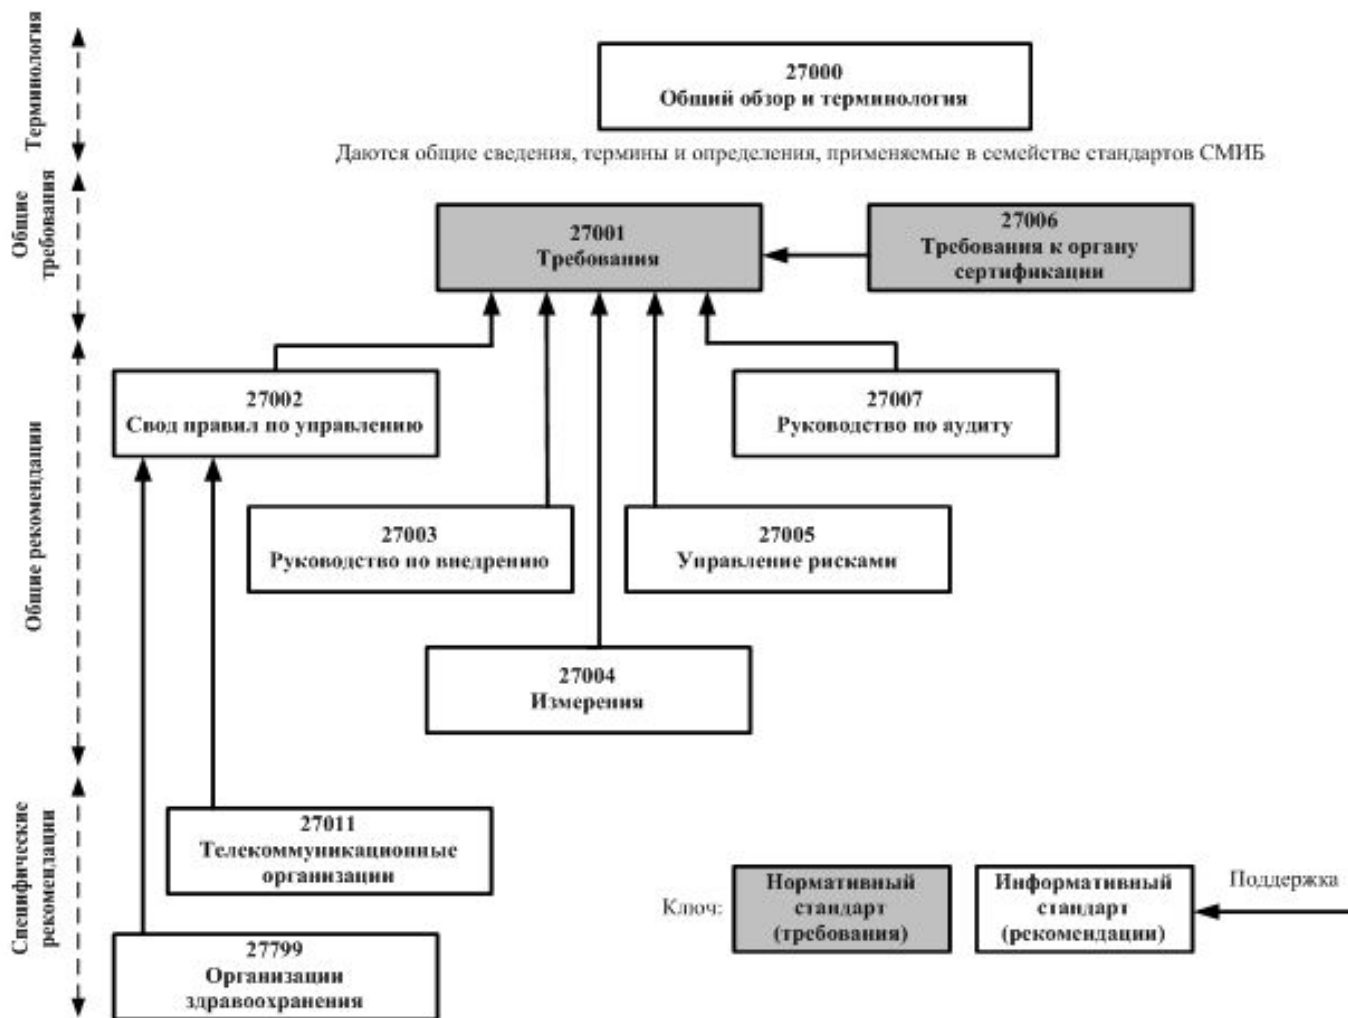 Терминология
27000
Общий обзор и терминология
Даются общие сведения, термины и определения, применяемые в семействе стандартов СМИБ
Общие
требования
27001
Требования
27006
Требования к органу
сертификации
Общие рекомендации
27002
Свод правил по управлению
27007
Руководство по аудиту
27003
Руководство по внедрению
27005
Управление рисками
27004
Измерения
Специфические
рекомендации
27011
Телекоммуникационные
организации
27799
Организации
здравоохранения
Ключ:
Нормативный
стандарт
(требования)
Информативный
стандарт
(рекомендации)
Поддержка